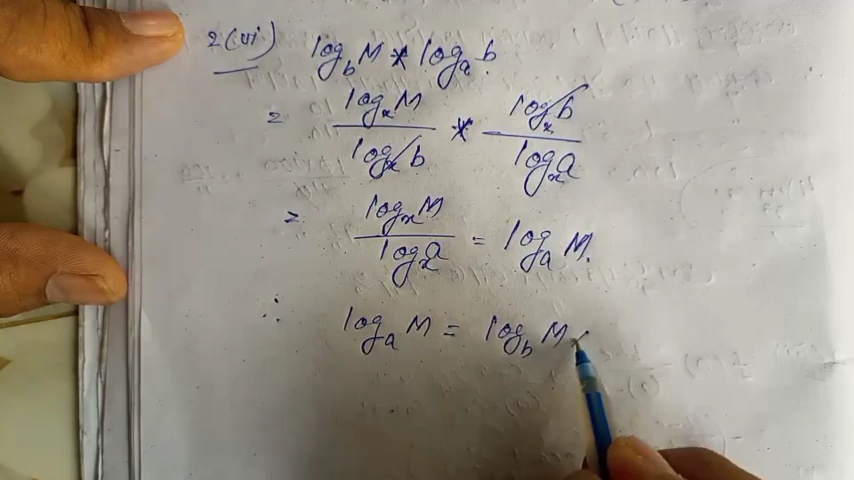 2(vi) log_b M * log_a b.
= log_x M / log_x b * log_x b / log_x a
= log_x M / log_x a = log_a M.
∴ log_a M = log_b M